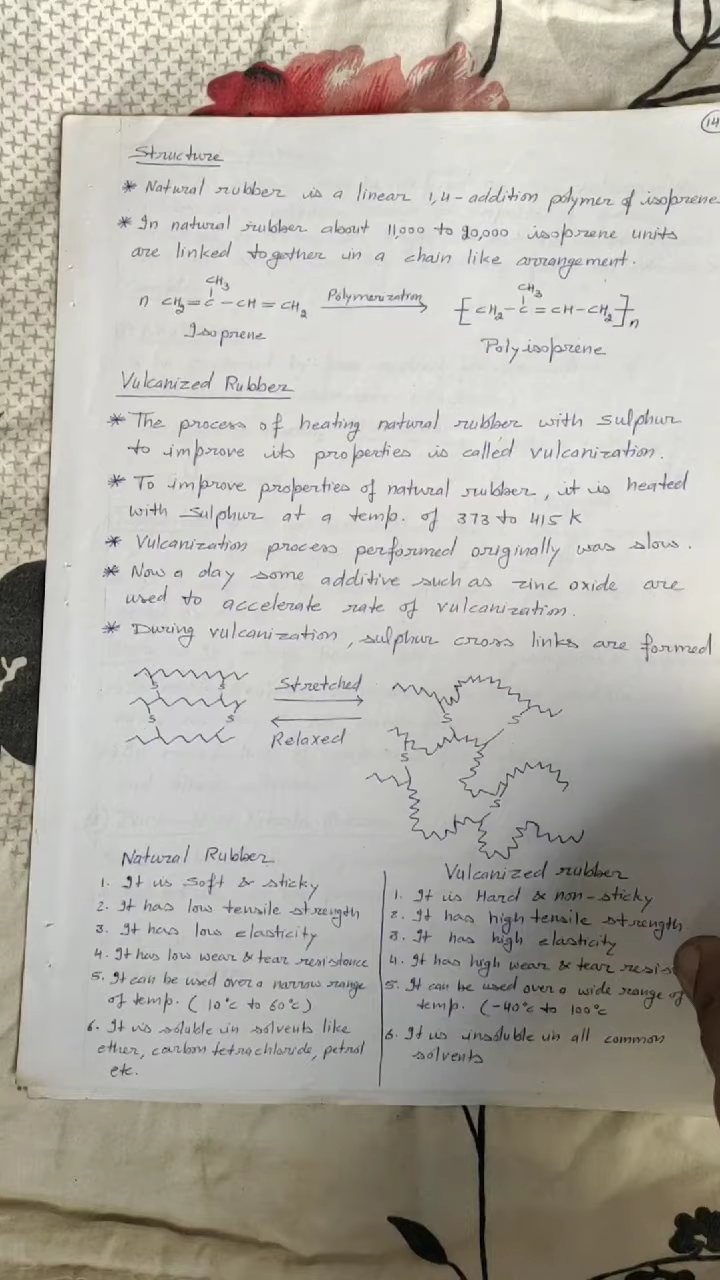 14
Structure
* Natural rubber is a linear 1,4-addition polymer of isoprene
* In natural rubber about 11,000 to 20,000 isoprene units
are linked together in a chain like arrangement.
CH3 CH3
n CH2=C-CH=CH2 Polymerization [CH2-C=CH-CH2]n
Isoprene Polyisoprene
Vulcanized Rubber
* The process of heating natural rubber with sulphur
to improve its properties is called vulcanization.
* To improve properties of natural rubber, it is heated
with sulphur at a temp. of 373 to 415 K
* Vulcanization process performed originally was slow.
* Now a day some additive such as zinc oxide are
used to accelerate rate of vulcanization.
* During vulcanization, sulphur cross links are formed
Stretched
S S S S
Relaxed
S S S S
Natural Rubber
1. It is soft & sticky
2. It has low tensile strength
3. It has low elasticity
4. It has low wear & tear resistance
5. It can be used over a narrow range
of temp. (10°c to 60°c)
6. It is soluble in solvents like
ether, carbon tetrachloride, petrol
etc.
Vulcanized rubber
1. It is Hard & non-sticky
2. It has high tensile strength
3. It has high elasticity
4. It has high wear & tear resis
5. It can be used over a wide range of
temp. (-40°c to 100°c
6. It is insoluble in all common
solvents